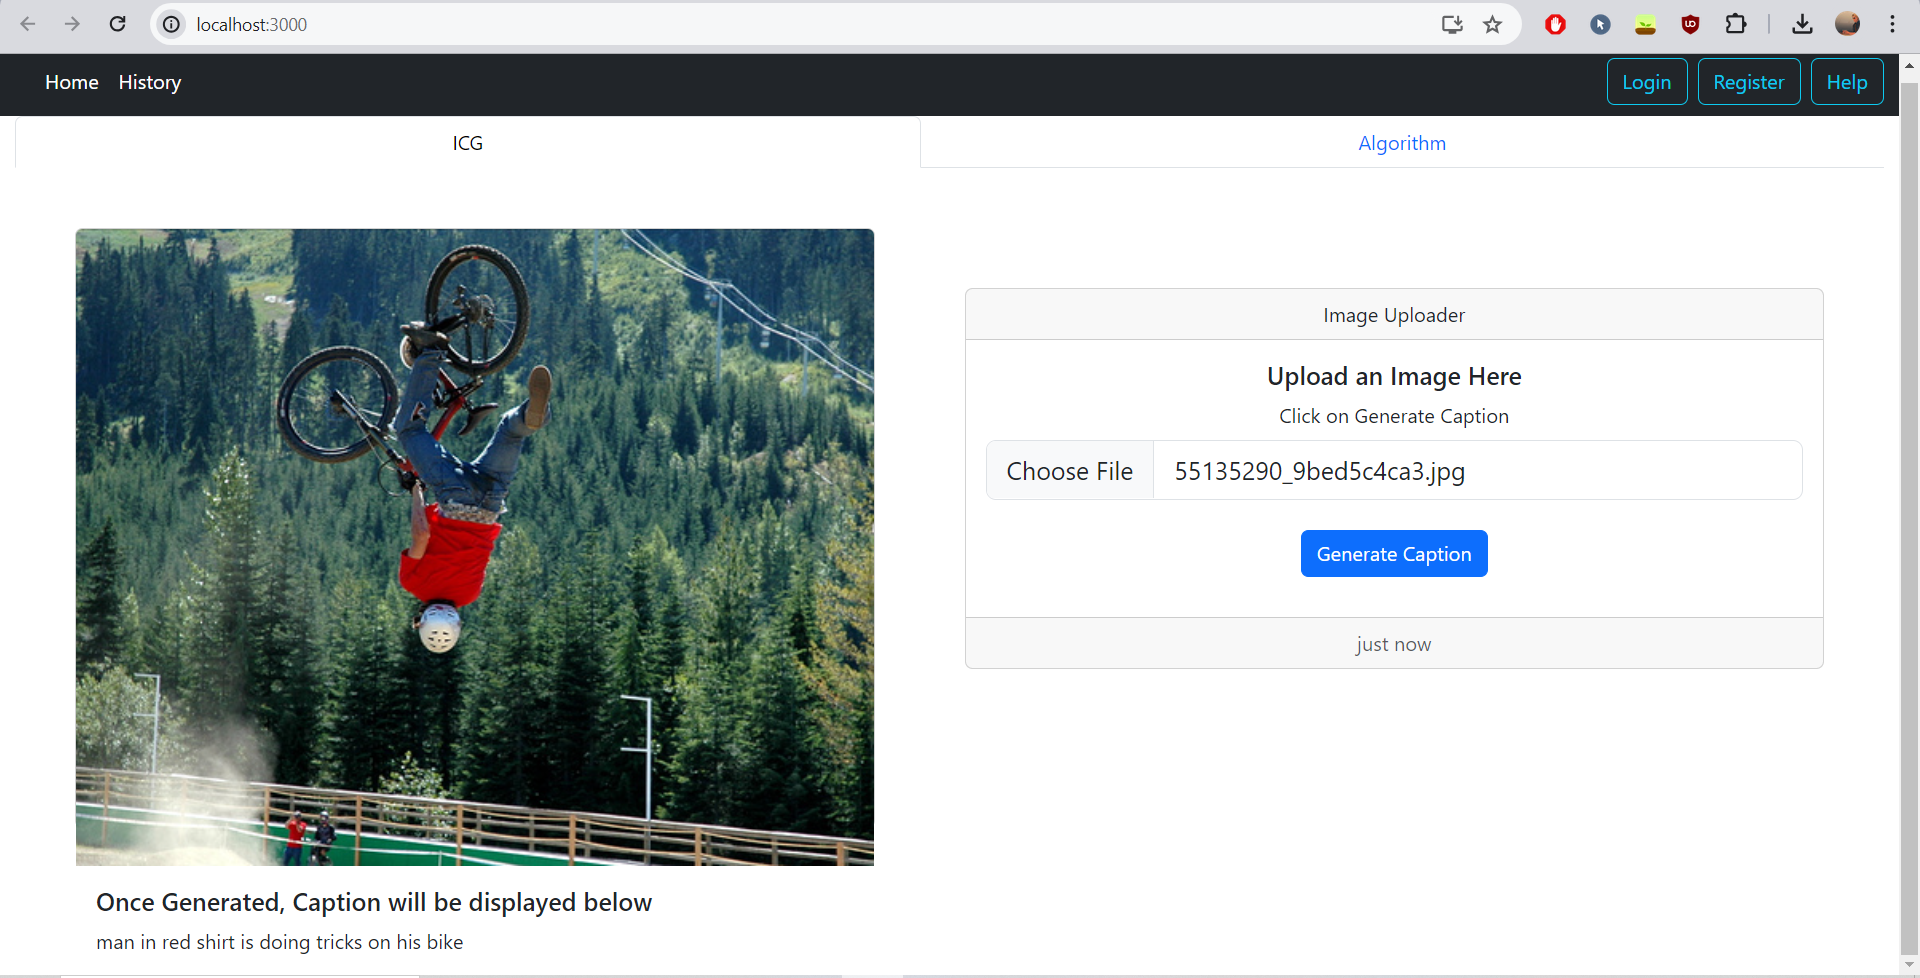 localhost:3000
Home History Login Register Help
ICG Algorithm
Image Uploader
Upload an Image Here
Click on Generate Caption
Choose File 55135290_9bed5c4ca3.jpg
Generate Caption
just now
Once Generated, Caption will be displayed below
man in red shirt is doing tricks on his bike